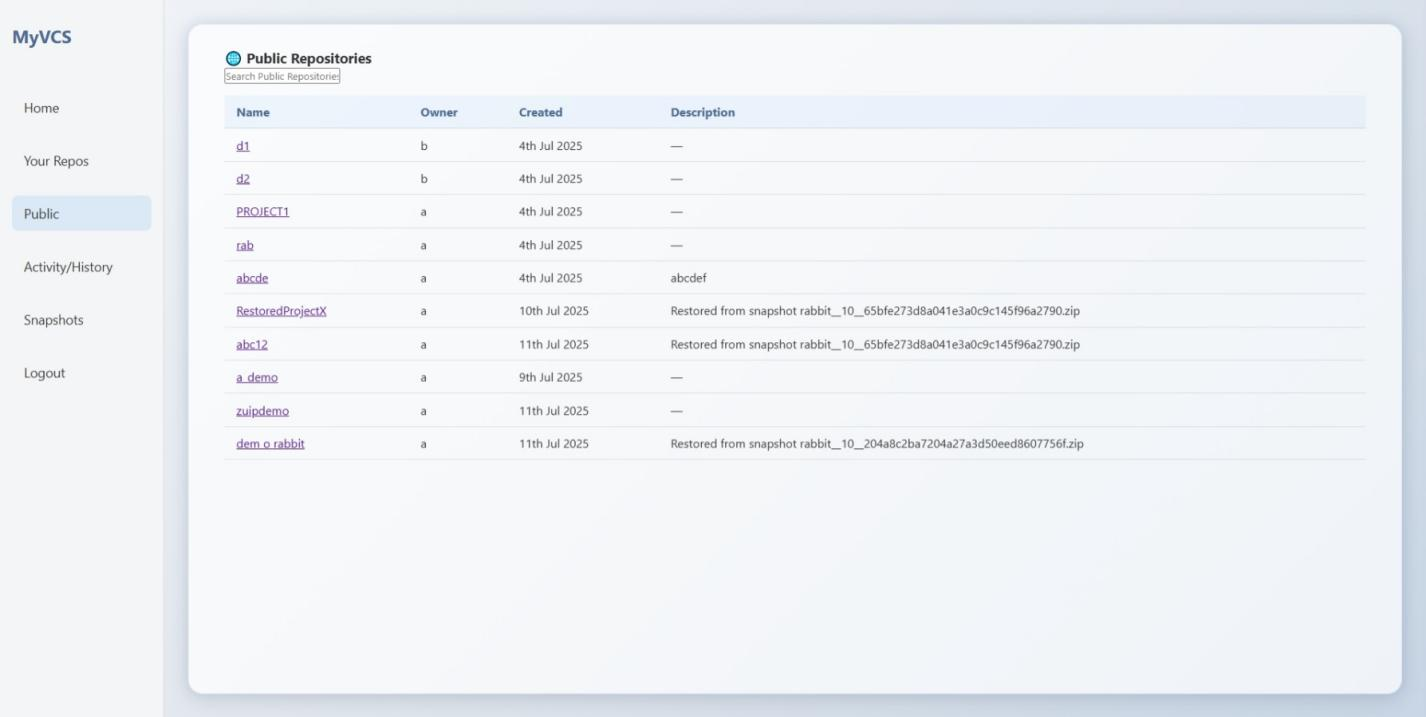 MyVCS
Home
Your Repos
Public
Activity/History
Snapshots
Logout
Public Repositories
Search Public Repositories
Name Owner Created Description
d1 b 4th Jul 2025 —
d2 b 4th Jul 2025 —
PROJECT1 a 4th Jul 2025 —
rab a 4th Jul 2025 —
abcde a 4th Jul 2025 abcdef
RestoredProjectX a 10th Jul 2025 Restored from snapshot rabbit__10__65bfe273d8a041e3a0c9c145f96a2790.zip
abc12 a 11th Jul 2025 Restored from snapshot rabbit__10__65bfe273d8a041e3a0c9c145f96a2790.zip
a_demo a 9th Jul 2025 —
zuipdemo a 11th Jul 2025 —
dem o rabbit a 11th Jul 2025 Restored from snapshot rabbit__10__204a8c2ba7204a27a3d50eed8607756f.zip